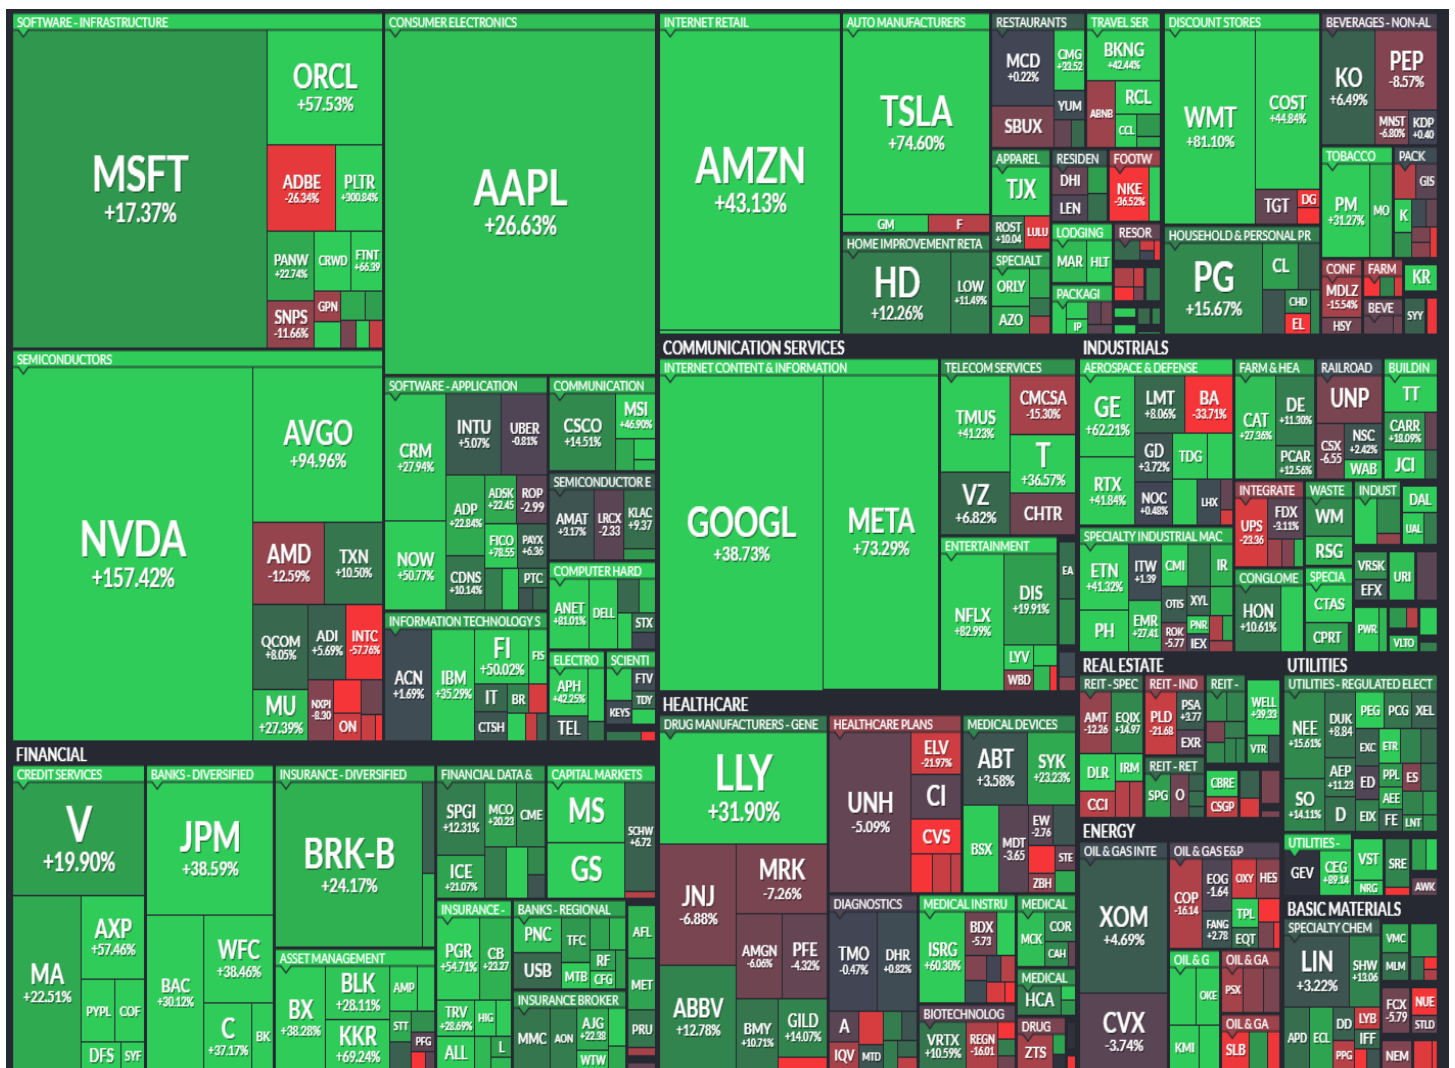 SOFTWARE - INFRASTRUCTURE
MSFT
+17.37%
ORCL
+57.53%
ADBE
-26.34%
PLTR
+300.84%
PANW
+22.74%
CRWD
FTNT
+66.39
SNPS
-11.66%
GPN
CONSUMER ELECTRONICS
AAPL
+26.63%
INTERNET RETAIL
AMZN
+43.13%
AUTO MANUFACTURERS
TSLA
+74.60%
GM
F
HOME IMPROVEMENT RETA
HD
+12.26%
LOW
+11.49%
RESTAURANTS
MCD
+0.22%
CMG
+23.52
SBUX
YUM
TRAVEL SER
BKNG
+42.44%
ABNB
RCL
CCL
APPAREL
TJX
ROST
+10.04
LULU
RESIDEN
DHI
LEN
FOOTW
NKE
-36.52%
SPECIALT
ORLY
AZO
LODGING
MAR
HLT
RESOR
PACKAGI
IP
DISCOUNT STORES
WMT
+81.10%
COST
+44.84%
TGT
DG
BEVERAGES - NON-AL
KO
+6.49%
PEP
-8.57%
MNST
-6.80%
KDP
+0.40
HOUSEHOLD & PERSONAL PR
PG
+15.67%
CL
CHD
EL
TOBACCO
PM
+31.27%
MO
PACK
GIS
K
CONF
MDLZ
-15.54%
HSY
FARM
BEVE
KR
SYY
SEMICONDUCTORS
NVDA
+157.42%
AVGO
+94.96%
AMD
-12.59%
TXN
+10.50%
QCOM
+8.05%
ADI
+5.69%
INTC
-57.76%
MU
+27.39%
NXPI
-8.30
ON
SOFTWARE - APPLICATION
CRM
+27.94%
INTU
+5.07%
UBER
-0.81%
NOW
+50.77%
ADP
+22.84%
ADSK
+22.45
ROP
-2.99
FICO
+78.55
PAYX
+6.36
CDNS
+10.14%
PTC
COMMUNICATION
CSCO
+14.51%
MSI
+46.90%
SEMICONDUCTOR E
AMAT
+3.17%
LRCX
-2.33
KLAC
+9.37
COMPUTER HARD
ANET
+81.01%
DELL
STX
INFORMATION TECHNOLOGY S
ACN
+1.69%
IBM
+35.29%
FI
+50.02%
FIS
IT
BR
CTSH
ELECTRO
APH
+42.25%
TEL
SCIENTI
FTV
TDY
KEYS
COMMUNICATION SERVICES
INTERNET CONTENT & INFORMATION
GOOGL
+38.73%
META
+73.29%
TELECOM SERVICES
TMUS
+41.23%
CMCSA
-15.30%
T
+36.57%
VZ
+6.82%
CHTR
ENTERTAINMENT
NFLX
+82.99%
DIS
+19.91%
LYV
WBD
EA
INDUSTRIALS
AEROSPACE & DEFENSE
GE
+62.21%
LMT
+8.06%
BA
-33.71%
RTX
+41.84%
GD
+3.72%
TDG
NOC
+0.48%
LHX
FARM & HEA
CAT
+27.36%
DE
+11.30%
PCAR
+12.56%
RAILROAD
UNP
CSX
-6.55
NSC
+2.42%
WAB
BUILDIN
TT
CARR
+18.09%
JCI
SPECIALTY INDUSTRIAL MAC
ETN
+41.32%
ITW
+1.39
CMI
IR
PH
EMR
+27.41
OTIS
XYL
ROK
-5.77
PNR
IEX
INTEGRATE
UPS
-23.36
FDX
-3.11%
WASTE
WM
RSG
INDUST
DAL
UAL
CONGLOME
HON
+10.61%
SPECIA
CTAS
CPRT
VRSK
EFX
URI
PWR
VLTO
FINANCIAL
CREDIT SERVICES
V
+19.90%
MA
+22.51%
AXP
+57.46%
PYPL
COF
DFS
SYF
BANKS - DIVERSIFIED
JPM
+38.59%
BAC
+30.12%
WFC
+38.46%
C
+37.17%
BK
INSURANCE - DIVERSIFIED
BRK-B
+24.17%
ASSET MANAGEMENT
BX
+38.28%
BLK
+28.11%
KKR
+69.24%
AMP
STT
PFG
FINANCIAL DATA &
SPGI
+12.31%
MCO
+20.23
CME
ICE
+21.07%
CAPITAL MARKETS
MS
GS
SCHW
+6.72
INSURANCE -
PGR
+54.71%
CB
+23.27
TRV
+28.69%
HIG
ALL
L
BANKS - REGIONAL
PNC
TFC
USB
MTB
RF
CFG
INSURANCE BROKER
MMC
AON
AJG
+22.38
WTW
AFL
MET
PRU
HEALTHCARE
DRUG MANUFACTURERS - GENE
LLY
+31.90%
JNJ
-6.88%
MRK
-7.26%
AMGN
-6.06%
PFE
-4.32%
ABBV
+12.78%
BMY
+10.71%
GILD
+14.07%
HEALTHCARE PLANS
UNH
-5.09%
ELV
-21.97%
CI
CVS
MEDICAL DEVICES
ABT
+3.58%
SYK
+23.23%
BSX
MDT
-3.65
EW
-2.76
STE
ZBH
DIAGNOSTICS
TMO
-0.47%
DHR
+0.82%
A
IQV
MTD
MEDICAL INSTRU
ISRG
+60.30%
BDX
-5.73
MEDICAL
MCK
COR
CAH
BIOTECHNOLOG
VRTX
+10.59%
REGN
-16.01
MEDICAL
HCA
DRUG
ZTS
REAL ESTATE
REIT - SPEC
AMT
-12.26
EQIX
+14.97
DLR
IRM
CCI
REIT - IND
PLD
-21.68
PSA
+3.77
EXR
REIT -
WELL
+39.33
VTR
REIT - RET
SPG
O
CBRE
CSGP
UTILITIES
UTILITIES - REGULATED ELECT
NEE
+15.61%
DUK
+8.84
PEG
PCG
XEL
EXC
ETR
SO
+14.11%
AEP
+11.23
ED
PPL
ES
AEE
D
EIX
FE
LNT
UTILITIES -
GEV
CEG
+89.14
VST
NRG
SRE
AWK
ENERGY
OIL & GAS INTE
XOM
+4.69%
CVX
-3.74%
OIL & GAS E&P
COP
-16.14
EOG
-1.64
OXY
HES
FANG
+2.78
TPL
EQT
OIL & G
OKE
KMI
OIL & GA
PSX
OIL & GA
SLB
BASIC MATERIALS
SPECIALTY CHEM
LIN
+3.22%
SHW
+13.06
APD
ECL
DD
LYB
PPG
IFF
VMC
MLM
FCX
-5.79
NUE
STLD
NEM